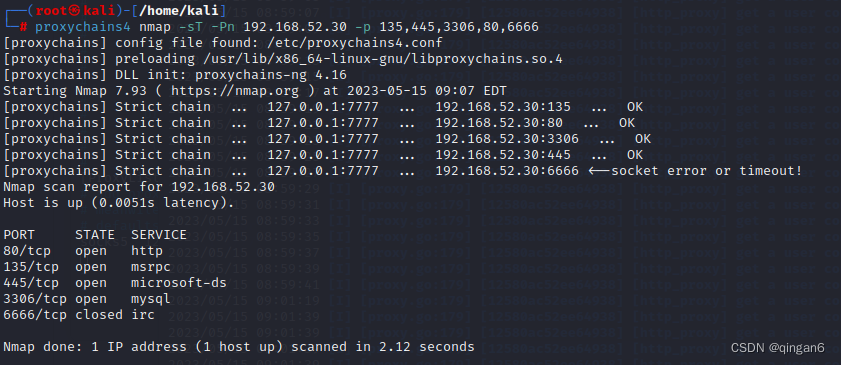 ┌──(root㉿kali)-[/home/kali]
└─# proxychains4 nmap -sT -Pn 192.168.52.30 -p 135,445,3306,80,6666
[proxychains] config file found: /etc/proxychains4.conf
[proxychains] preloading /usr/lib/x86_64-linux-gnu/libproxychains.so.4
[proxychains] DLL init: proxychains-ng 4.16
Starting Nmap 7.93 ( https://nmap.org ) at 2023-05-15 09:07 EDT
[proxychains] Strict chain  ...  127.0.0.1:7777  ...  192.168.52.30:135  ...  OK
[proxychains] Strict chain  ...  127.0.0.1:7777  ...  192.168.52.30:80  ...  OK
[proxychains] Strict chain  ...  127.0.0.1:7777  ...  192.168.52.30:3306  ...  OK
[proxychains] Strict chain  ...  127.0.0.1:7777  ...  192.168.52.30:445  ...  OK
[proxychains] Strict chain  ...  127.0.0.1:7777  ...  192.168.52.30:6666 <--socket error or timeout!
Nmap scan report for 192.168.52.30
Host is up (0.0051s latency).
PORT     STATE  SERVICE
80/tcp   open   http
135/tcp  open   msrpc
445/tcp  open   microsoft-ds
3306/tcp open   mysql
6666/tcp closed irc
Nmap done: 1 IP address (1 host up) scanned in 2.12 seconds
CSDN @qingan6